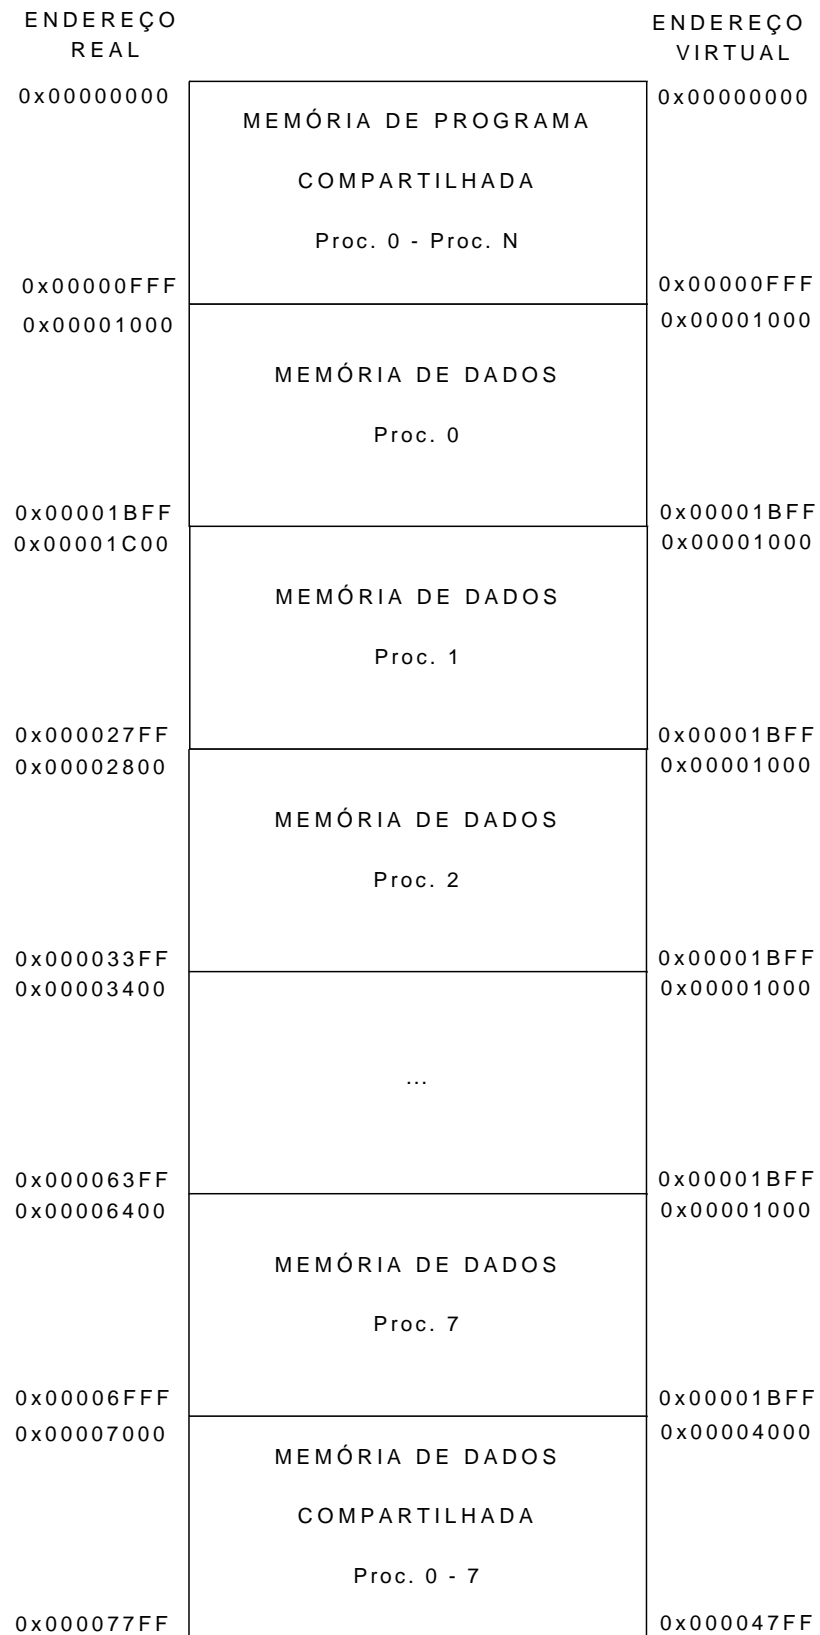 ENDEREÇO
REAL
ENDEREÇO
VIRTUAL
0x00000000
0x00000000
MEMÓRIA DE PROGRAMA
COMPARTILHADA
Proc. 0 - Proc. N
0x00000FFF
0x00000FFF
0x00001000
0x00001000
MEMÓRIA DE DADOS
Proc. 0
0x00001BFF
0x00001BFF
0x00001C00
0x00001000
MEMÓRIA DE DADOS
Proc. 1
0x000027FF
0x00001BFF
0x00002800
0x00001000
MEMÓRIA DE DADOS
Proc. 2
0x000033FF
0x00001BFF
0x00003400
0x00001000
...
0x000063FF
0x00001BFF
0x00006400
0x00001000
MEMÓRIA DE DADOS
Proc. 7
0x00006FFF
0x00001BFF
0x00007000
0x00004000
MEMÓRIA DE DADOS
COMPARTILHADA
Proc. 0 - 7
0x000077FF
0x000047FF